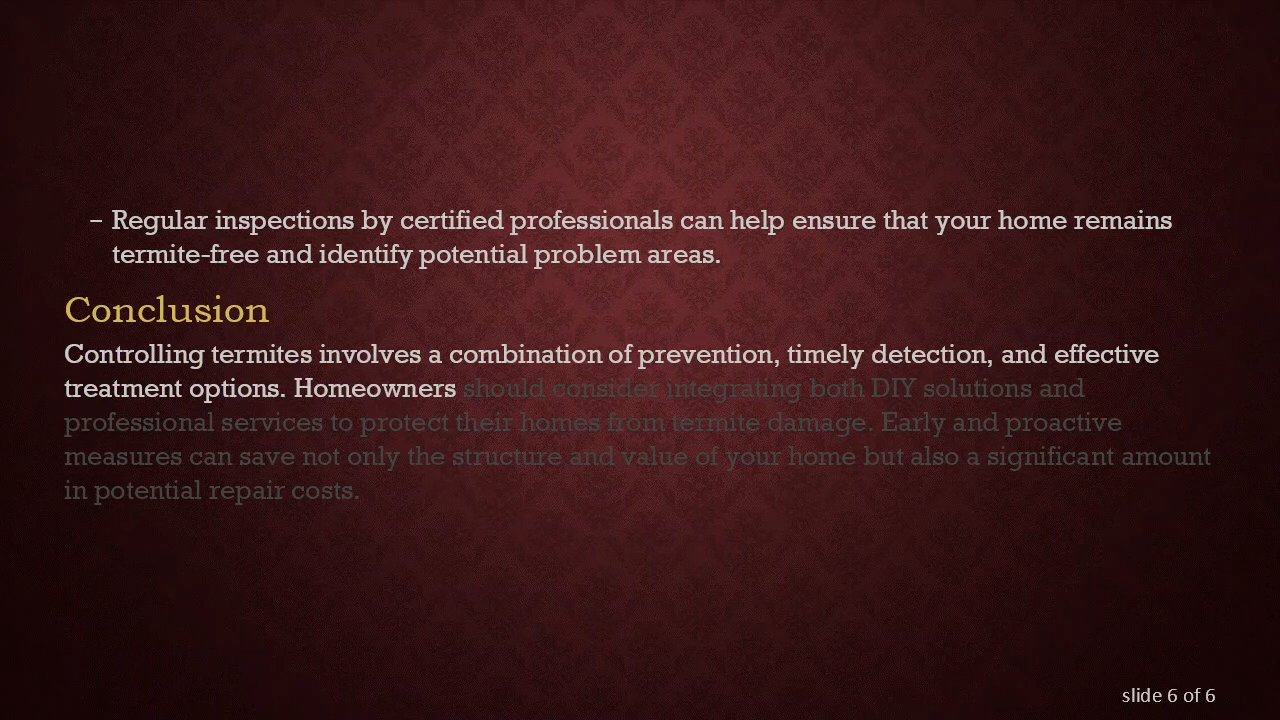 – Regular inspections by certified professionals can help ensure that your home remains
termite-free and identify potential problem areas.
Conclusion
Controlling termites involves a combination of prevention, timely detection, and effective
treatment options. Homeowners should consider integrating both DIY solutions and
professional services to protect their homes from termite damage. Early and proactive
measures can save not only the structure and value of your home but also a significant amount
in potential repair costs.
slide 6 of 6